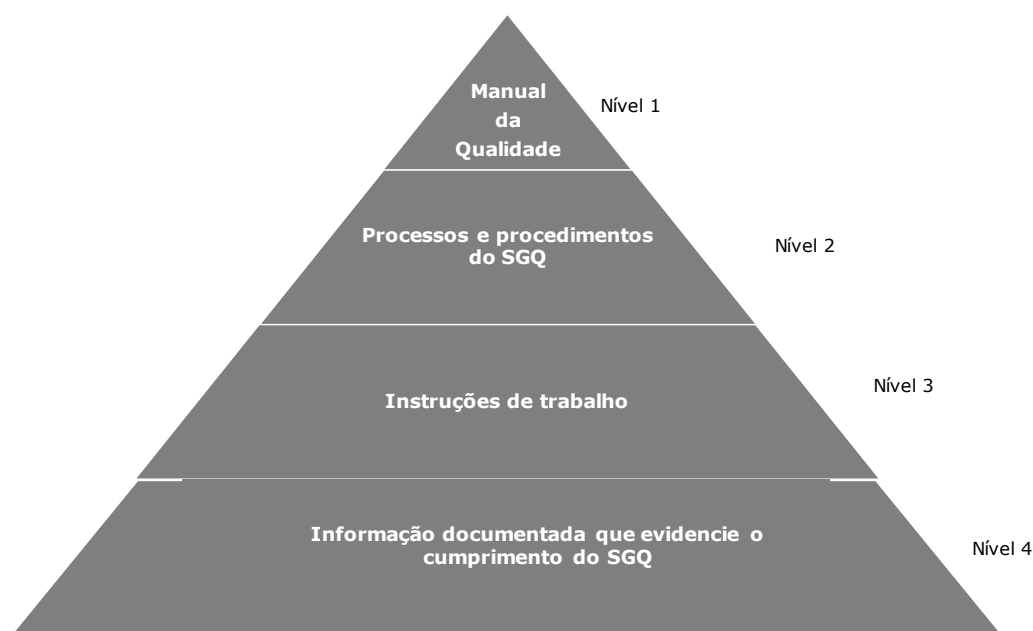 Manual
da
Qualidade
Nível 1
Processos e procedimentos
do SGQ
Nível 2
Instruções de trabalho
Nível 3
Informação documentada que evidencie o
cumprimento do SGQ
Nível 4